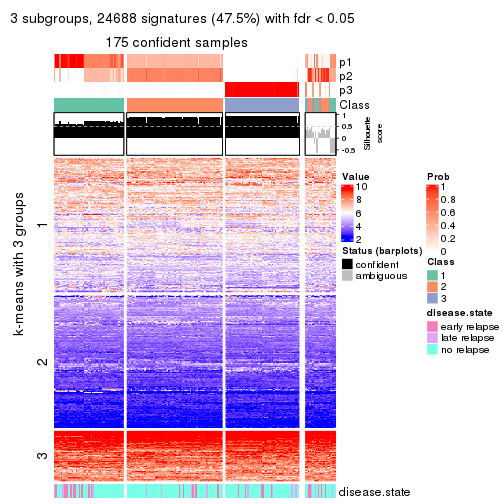 3 subgroups, 24688 signatures (47.5%) with fdr < 0.05
175 confident samples
p1
p2
p3
Class
1
0.5
0
-0.5
Silhouette
score
k-means with 3 groups
1
2
3
disease.state
Value
10
8
6
4
2
Status (barplots)
confident
ambiguous
Prob
1
0.8
0.6
0.4
0.2
0
Class
1
2
3
disease.state
early relapse
late relapse
no relapse